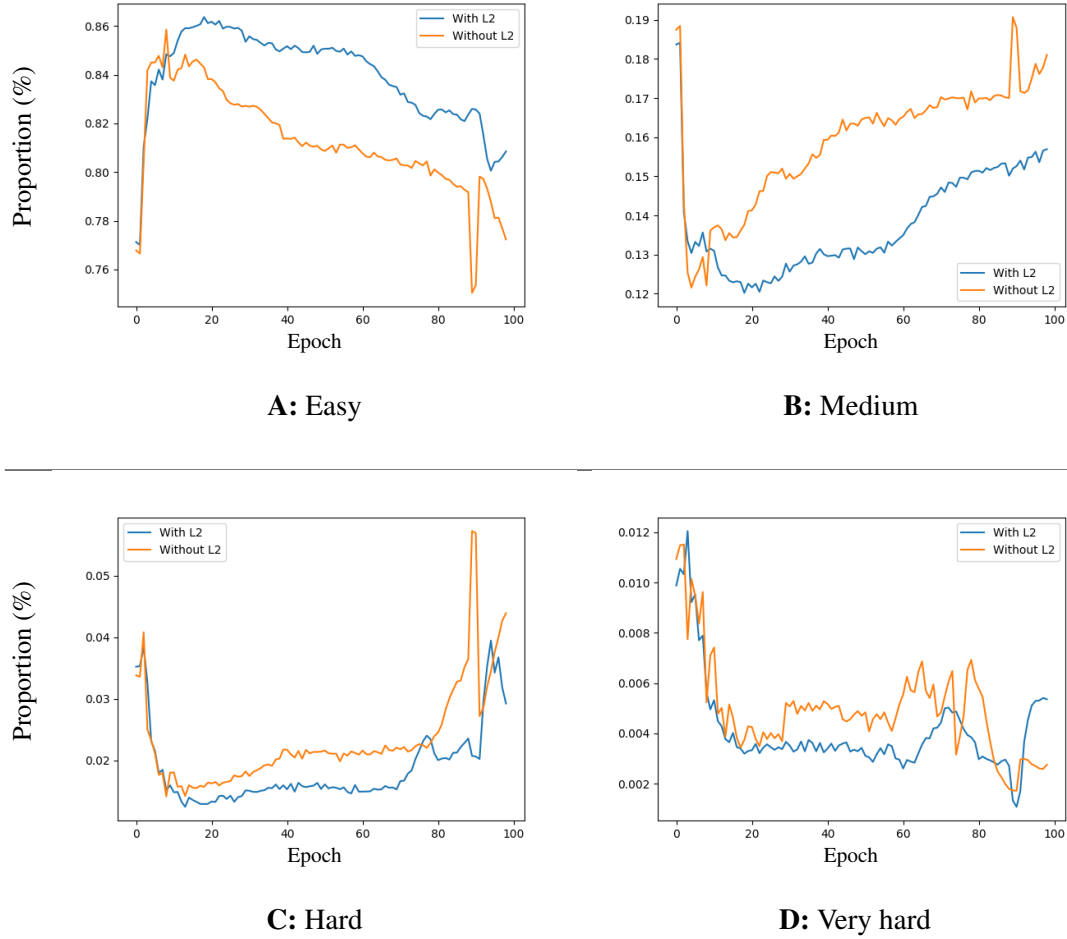 With L2
Without L2
Proportion (%)
0.86
0.84
0.82
0.80
0.78
0.76
0 20 40 60 80 100
Epoch
A: Easy
0.19
0.18
0.17
0.16
0.15
0.14
0.13
0.12
With L2
Without L2
0 20 40 60 80 100
Epoch
B: Medium
With L2
Without L2
Proportion (%)
0.05
0.04
0.03
0.02
0 20 40 60 80 100
Epoch
C: Hard
With L2
Without L2
0.012
0.010
0.008
0.006
0.004
0.002
0 20 40 60 80 100
Epoch
D: Very hard